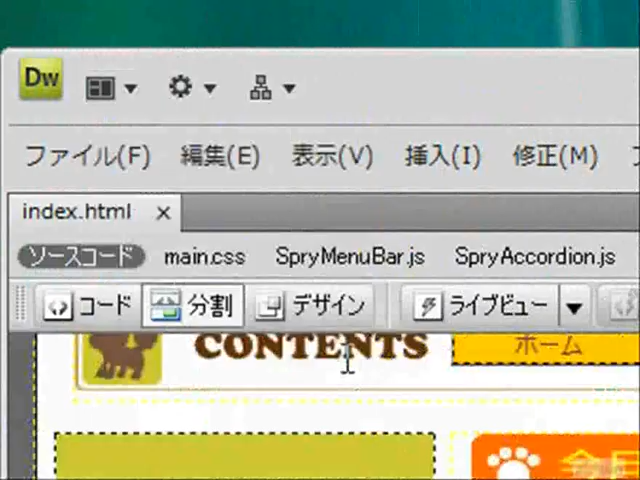 Dw
ファイル(F) 編集(E) 表示(V) 挿入(I) 修正(M)
index.html ×
ソースコード main.css SpryMenuBar.js SpryAccordion.js
コード 分割 デザイン ライブビュー
CONTENTS ホーム
今日